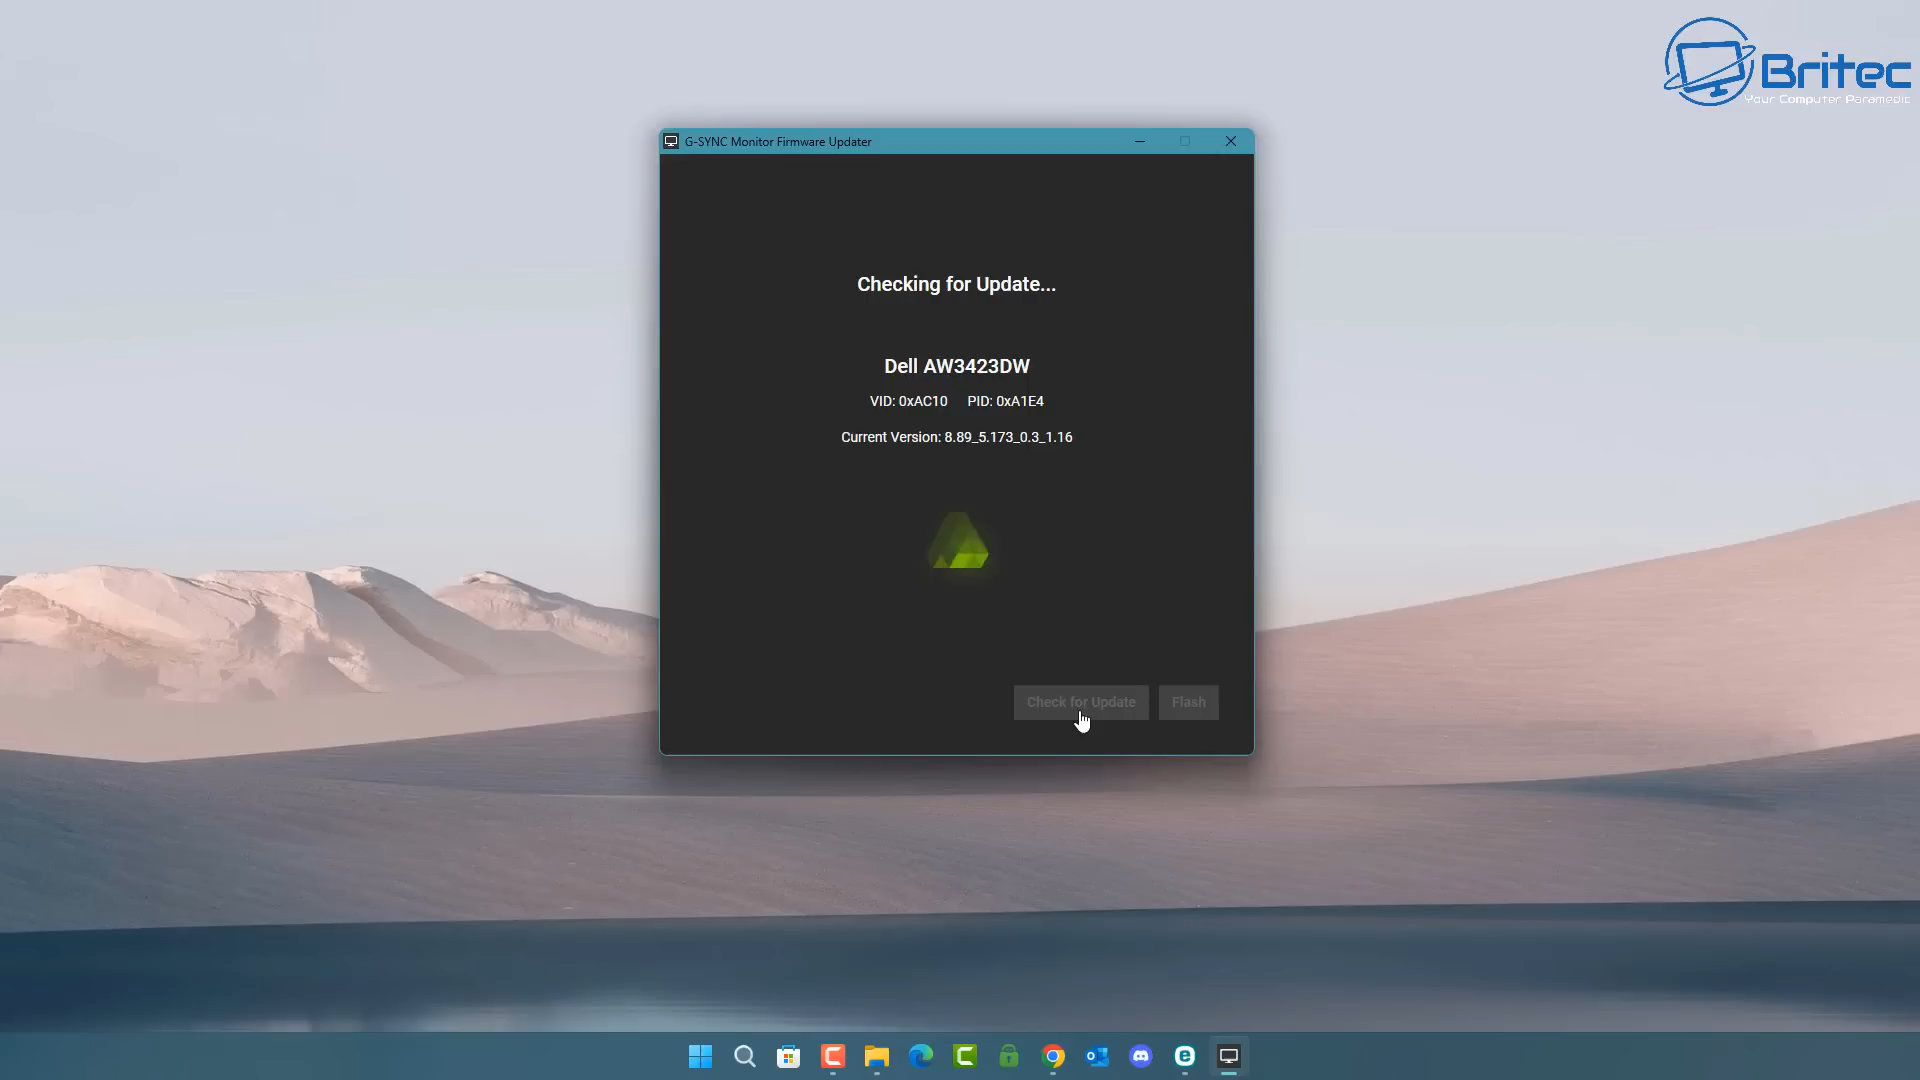 Britec
Your Computer Paramedic
G-SYNC Monitor Firmware Updater
Checking for Update...
Dell AW3423DW
VID: 0xAC10 PID: 0xA1E4
Current Version: 8.89_5.173_0.3_1.16
Check for Update Flash